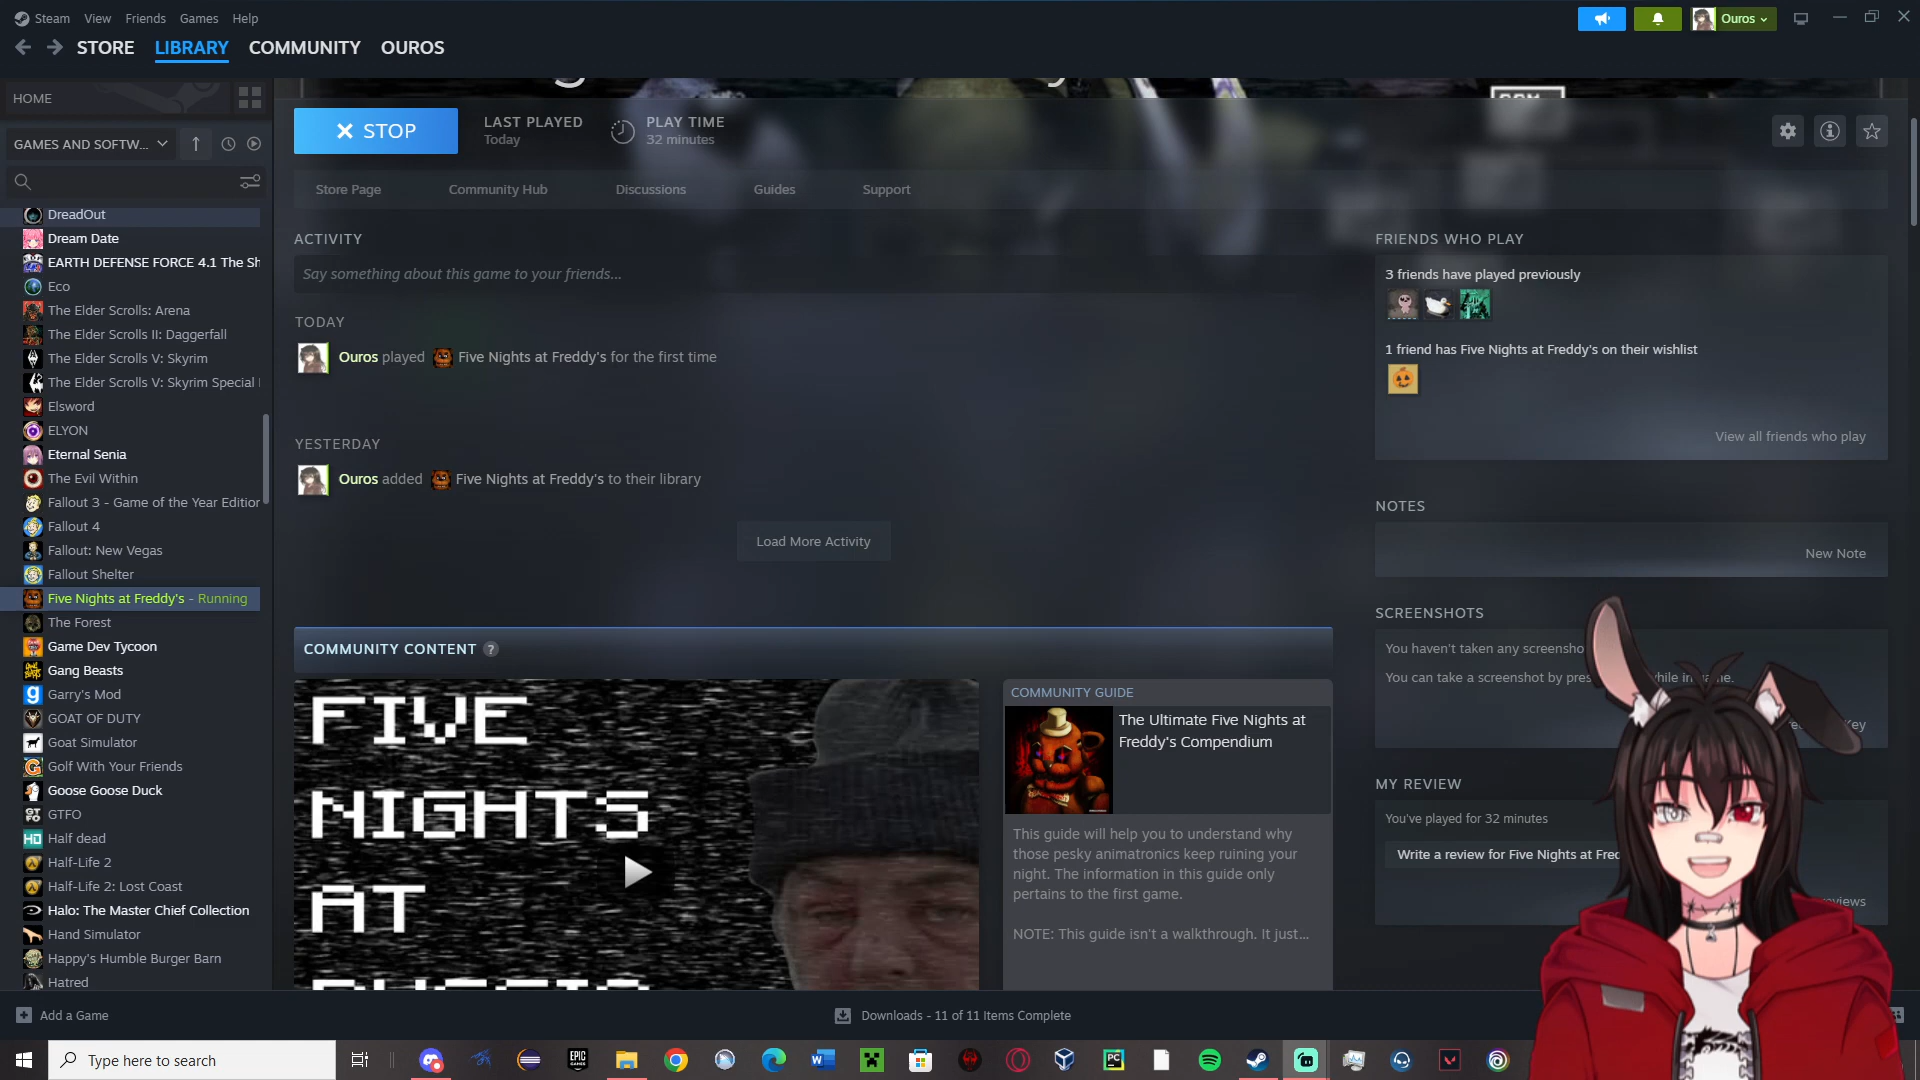 Steam View Friends Games Help
Ouros
STORE LIBRARY COMMUNITY OUROS
HOME
GAMES AND SOFTW...
DreadOut
Dream Date
EARTH DEFENSE FORCE 4.1 The Sh
Eco
The Elder Scrolls: Arena
The Elder Scrolls II: Daggerfall
The Elder Scrolls V: Skyrim
The Elder Scrolls V: Skyrim Special
Elsword
ELYON
Eternal Senia
The Evil Within
Fallout 3 - Game of the Year Edition
Fallout 4
Fallout: New Vegas
Fallout Shelter
Five Nights at Freddy's - Running
The Forest
Game Dev Tycoon
Gang Beasts
Garry's Mod
GOAT OF DUTY
Goat Simulator
Golf With Your Friends
Goose Goose Duck
GTFO
Half dead
Half-Life 2
Half-Life 2: Lost Coast
Halo: The Master Chief Collection
Hand Simulator
Happy's Humble Burger Barn
Hatred
Add a Game
STOP
LAST PLAYED
Today
PLAY TIME
32 minutes
Store Page Community Hub Discussions Guides Support
ACTIVITY
Say something about this game to your friends...
TODAY
Ouros played Five Nights at Freddy's for the first time
YESTERDAY
Ouros added Five Nights at Freddy's to their library
Load More Activity
COMMUNITY CONTENT ?
FIVE
NIGHTS
AT
COMMUNITY GUIDE
The Ultimate Five Nights at
Freddy's Compendium
This guide will help you to understand why
those pesky animatronics keep ruining your
night. The information in this guide only
pertains to the first game.
NOTE: This guide isn't a walkthrough. It just...
FRIENDS WHO PLAY
3 friends have played previously
1 friend has Five Nights at Freddy's on their wishlist
View all friends who play
NOTES
New Note
SCREENSHOTS
You haven't taken any screensho
You can take a screenshot by pres while in game.
Key
MY REVIEW
You've played for 32 minutes
Write a review for Five Nights at Fred
views
Downloads - 11 of 11 Items Complete
Type here to search
EPIC
GAMES
PC